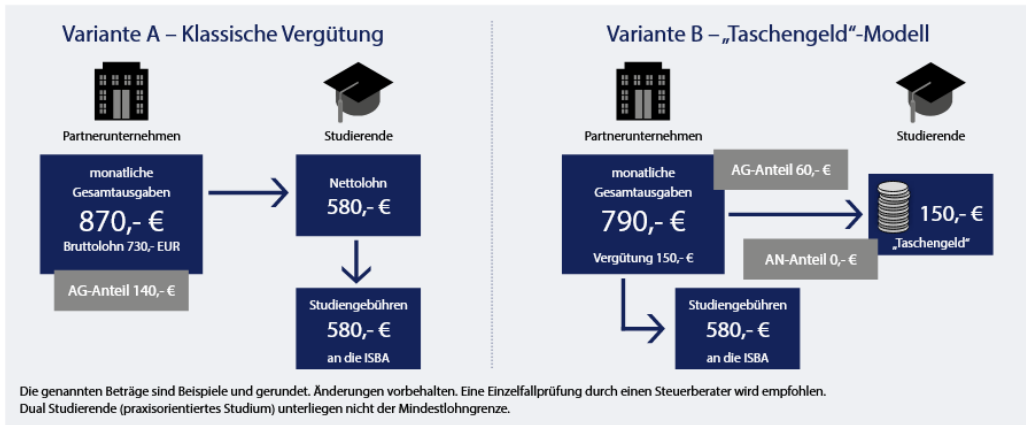 Variante A – Klassische Vergütung
Partnerunternehmen
Studierende
monatliche
Gesamtausgaben
870,- €
Bruttolohn 730,- EUR
AG-Anteil 140,- €
Nettolohn
580,- €
Studiengebühren
580,- €
an die ISBA
Variante B – „Taschengeld“-Modell
Partnerunternehmen
Studierende
monatliche
Gesamtausgaben
790,- €
Vergütung 150,- €
AG-Anteil 60,- €
AN-Anteil 0,- €
150,- €
„Taschengeld“
Studiengebühren
580,- €
an die ISBA
Die genannten Beträge sind Beispiele und gerundet. Änderungen vorbehalten. Eine Einzelfallprüfung durch einen Steuerberater wird empfohlen.
Dual Studierende (praxisorientiertes Studium) unterliegen nicht der Mindestlohngrenze.